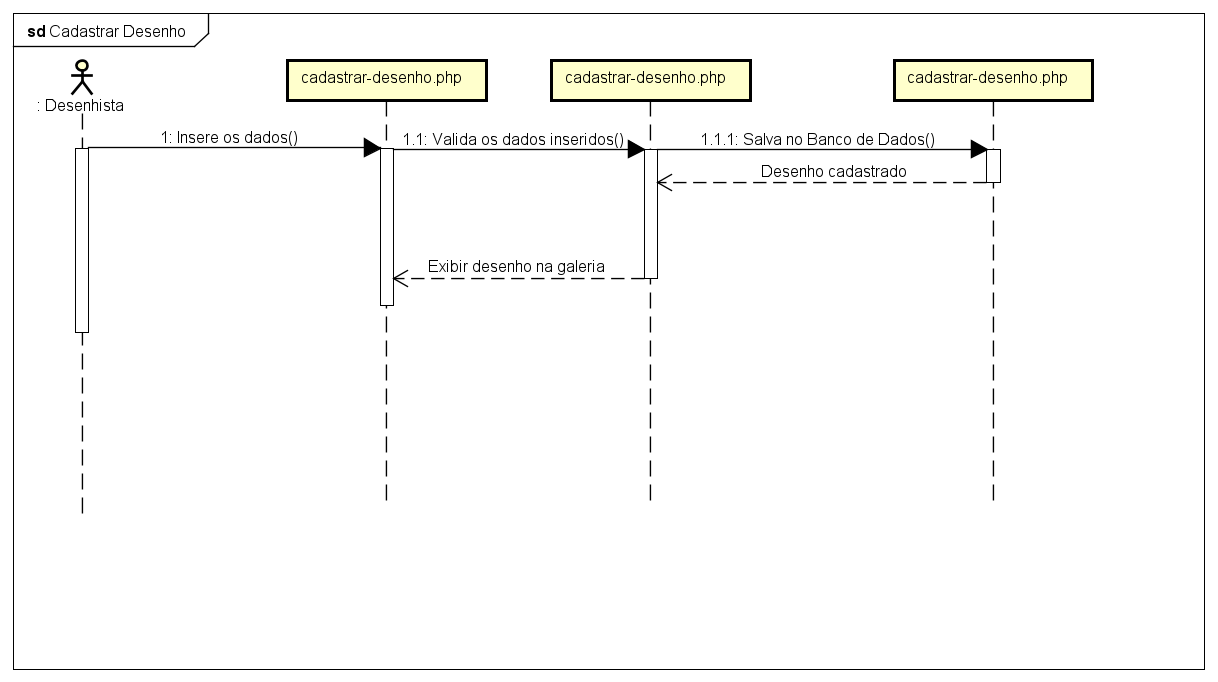 sd Cadastrar Desenho
: Desenhista
cadastrar-desenho.php
cadastrar-desenho.php
cadastrar-desenho.php
1: Insere os dados()
1.1: Valida os dados inseridos()
1.1.1: Salva no Banco de Dados()
Desenho cadastrado
Exibir desenho na galeria